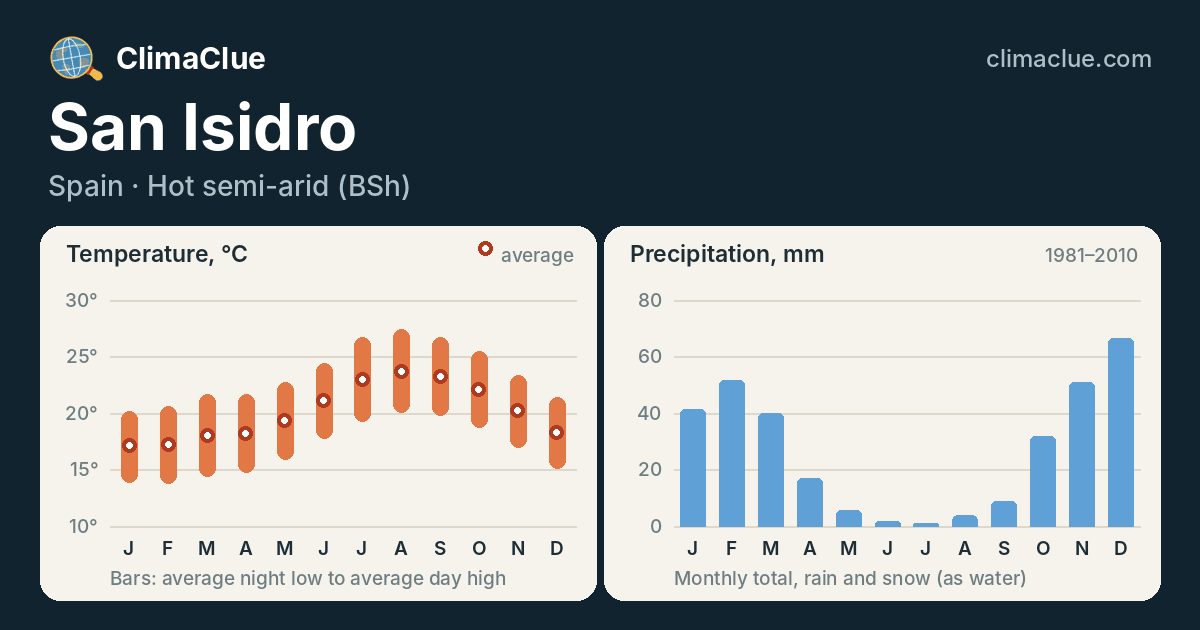 ClimaClue
climaclue.com
San Isidro
Spain · Hot semi-arid (BSh)
Temperature, °C
average
30°
25°
20°
15°
10°
J F M A M J J A S O N D
Bars: average night low to average day high
Precipitation, mm
1981–2010
80
60
40
20
0
J F M A M J J A S O N D
Monthly total, rain and snow (as water)